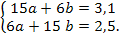 15a + 6b = 3,1
6a + 15 b = 2,5.